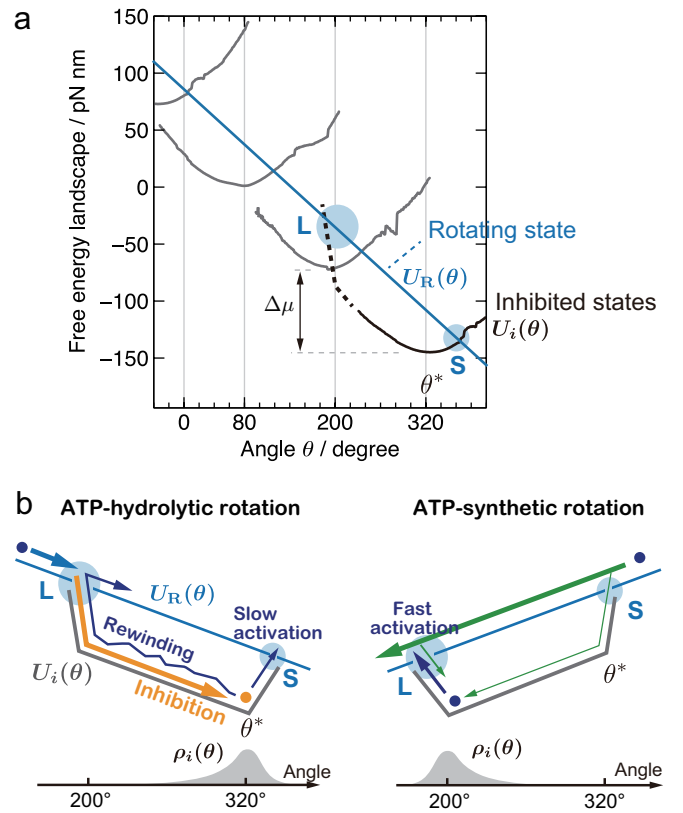 a
Free energy landscape / pN nm
100
50
0
−50
−100
−150
L
Rotating state
U_R(θ)
Δμ
Inhibited states
U_i(θ)
S
θ*
0
80
200
320
Angle θ / degree
b
ATP-hydrolytic rotation
L
U_R(θ)
Slow
activation
Rewinding
S
U_i(θ)
Inhibition
θ*
ρ_i(θ)
Angle
200°
320°
ATP-synthetic rotation
Fast
activation
S
L
θ*
ρ_i(θ)
Angle
200°
320°